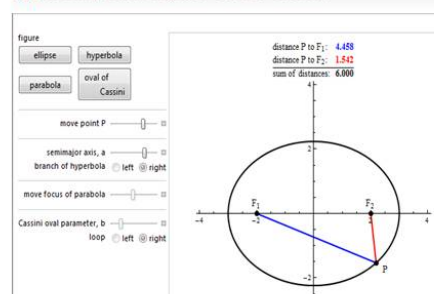 figure
ellipse
hyperbola
parabola
oval of
Cassini
move point P
semimajor axis, a
branch of hyperbola left right
move focus of parabola
Cassini oval parameter, b
loop left right
distance P to F1: 4.458
distance P to F2: 1.542
sum of distances: 6.000
4
2
F1 F2
-4 -2 2 4
P
-2